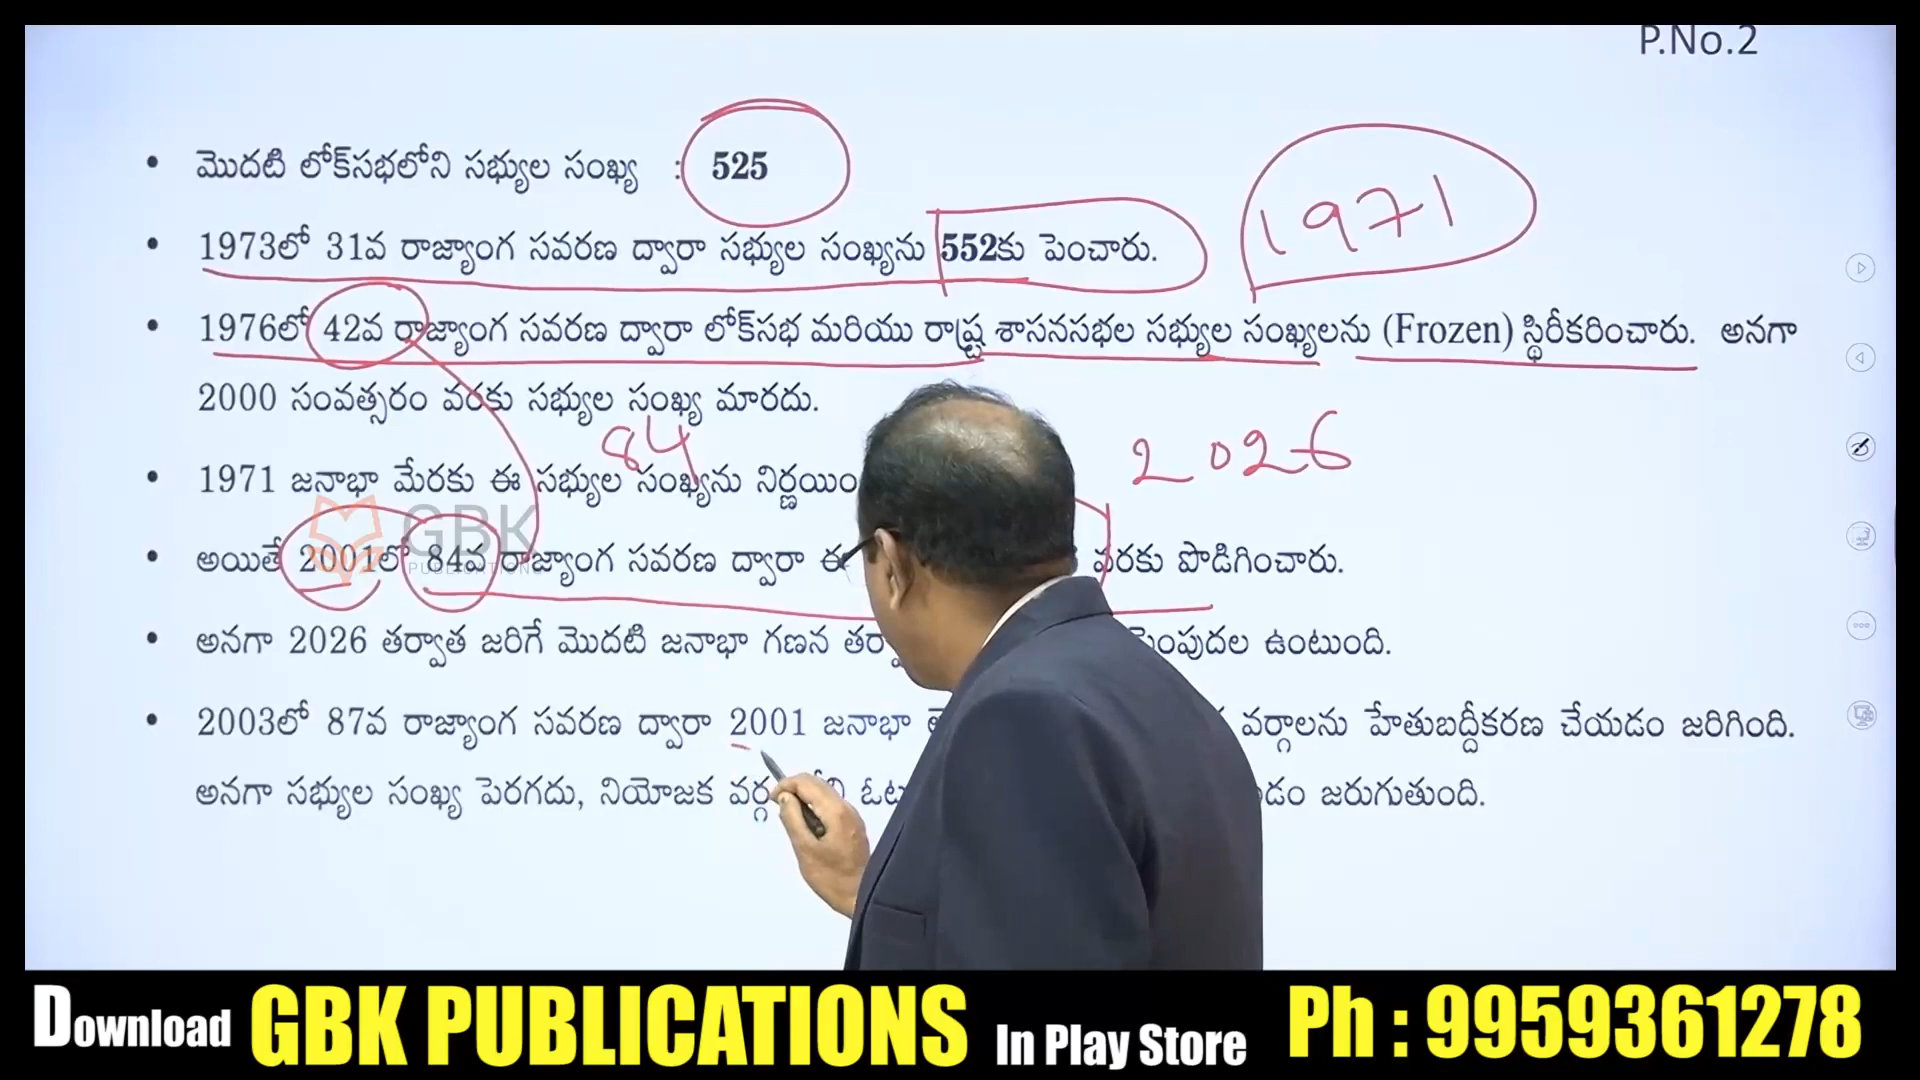 P.No.2
• మొదటి లోక్‌సభలోని సభ్యుల సంఖ్య : 525
1971
• 1973లో 31వ రాజ్యాంగ సవరణ ద్వారా సభ్యుల సంఖ్యను 552కు పెంచారు.
• 1976లో 42వ రాజ్యాంగ సవరణ ద్వారా లోక్‌సభ మరియు రాష్ట్ర శాసనసభల సభ్యుల సంఖ్యలను (Frozen) స్థిరీకరించారు. అనగా
2000 సంవత్సరం వరకు సభ్యుల సంఖ్య మారదు.
84
2026
• 1971 జనాభా మేరకు ఈ సభ్యుల సంఖ్యను
GBK
PUBLICATIONS
• అయితే 2001లో 84వ రాజ్యాంగ సవరణ ద్వారా ఈ వరకు పొడిగించారు.
• అనగా 2026 తర్వాత జరిగే మొదటి జనాభా గణన ఉంటుంది.
• 2003లో 87వ రాజ్యాంగ సవరణ ద్వారా 2001 జనాభా వర్గాలను హేతుబద్దీకరణ చేయడం జరిగింది.
అనగా సభ్యుల సంఖ్య పెరగదు, నియోజక జరుగుతుంది.
Download GBK PUBLICATIONS In Play Store Ph : 9959361278